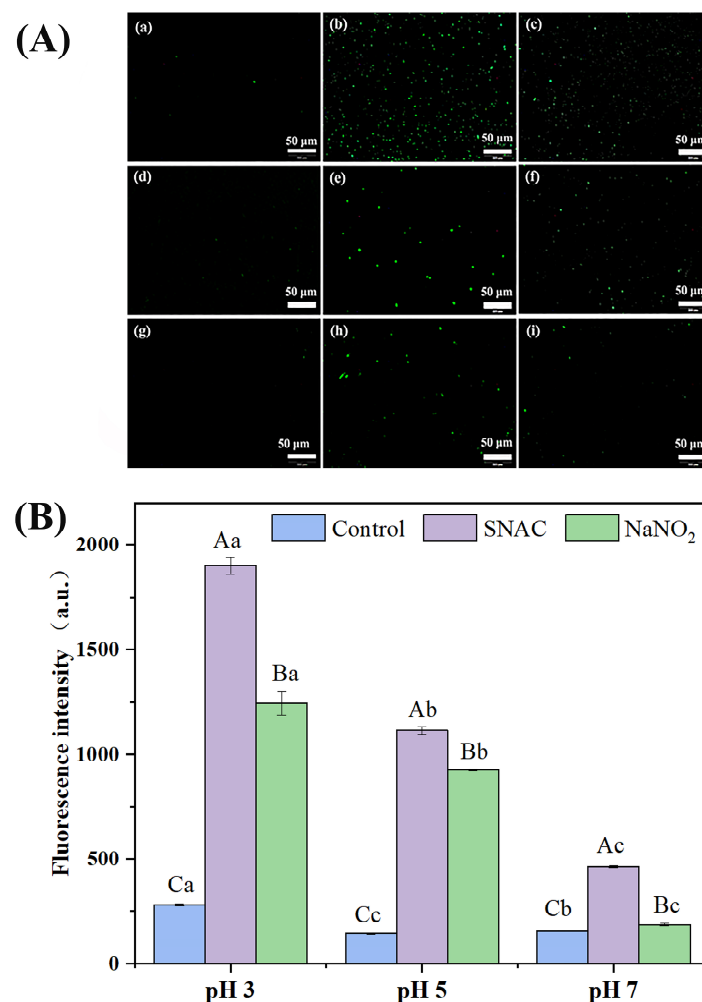 (A)
(a) (b) (c)
50 μm 50 μm 50 μm
(d) (e) (f)
50 μm 50 μm 50 μm
(g) (h) (i)
50 μm 50 μm 50 μm
(B)
Control SNAC NaNO₂
Fluorescence intensity（a.u.）
2000
1500
1000
500
0
Aa
Ba
Ca
Ab
Bb
Cc
Ac
Cb
Bc
pH 3 pH 5 pH 7